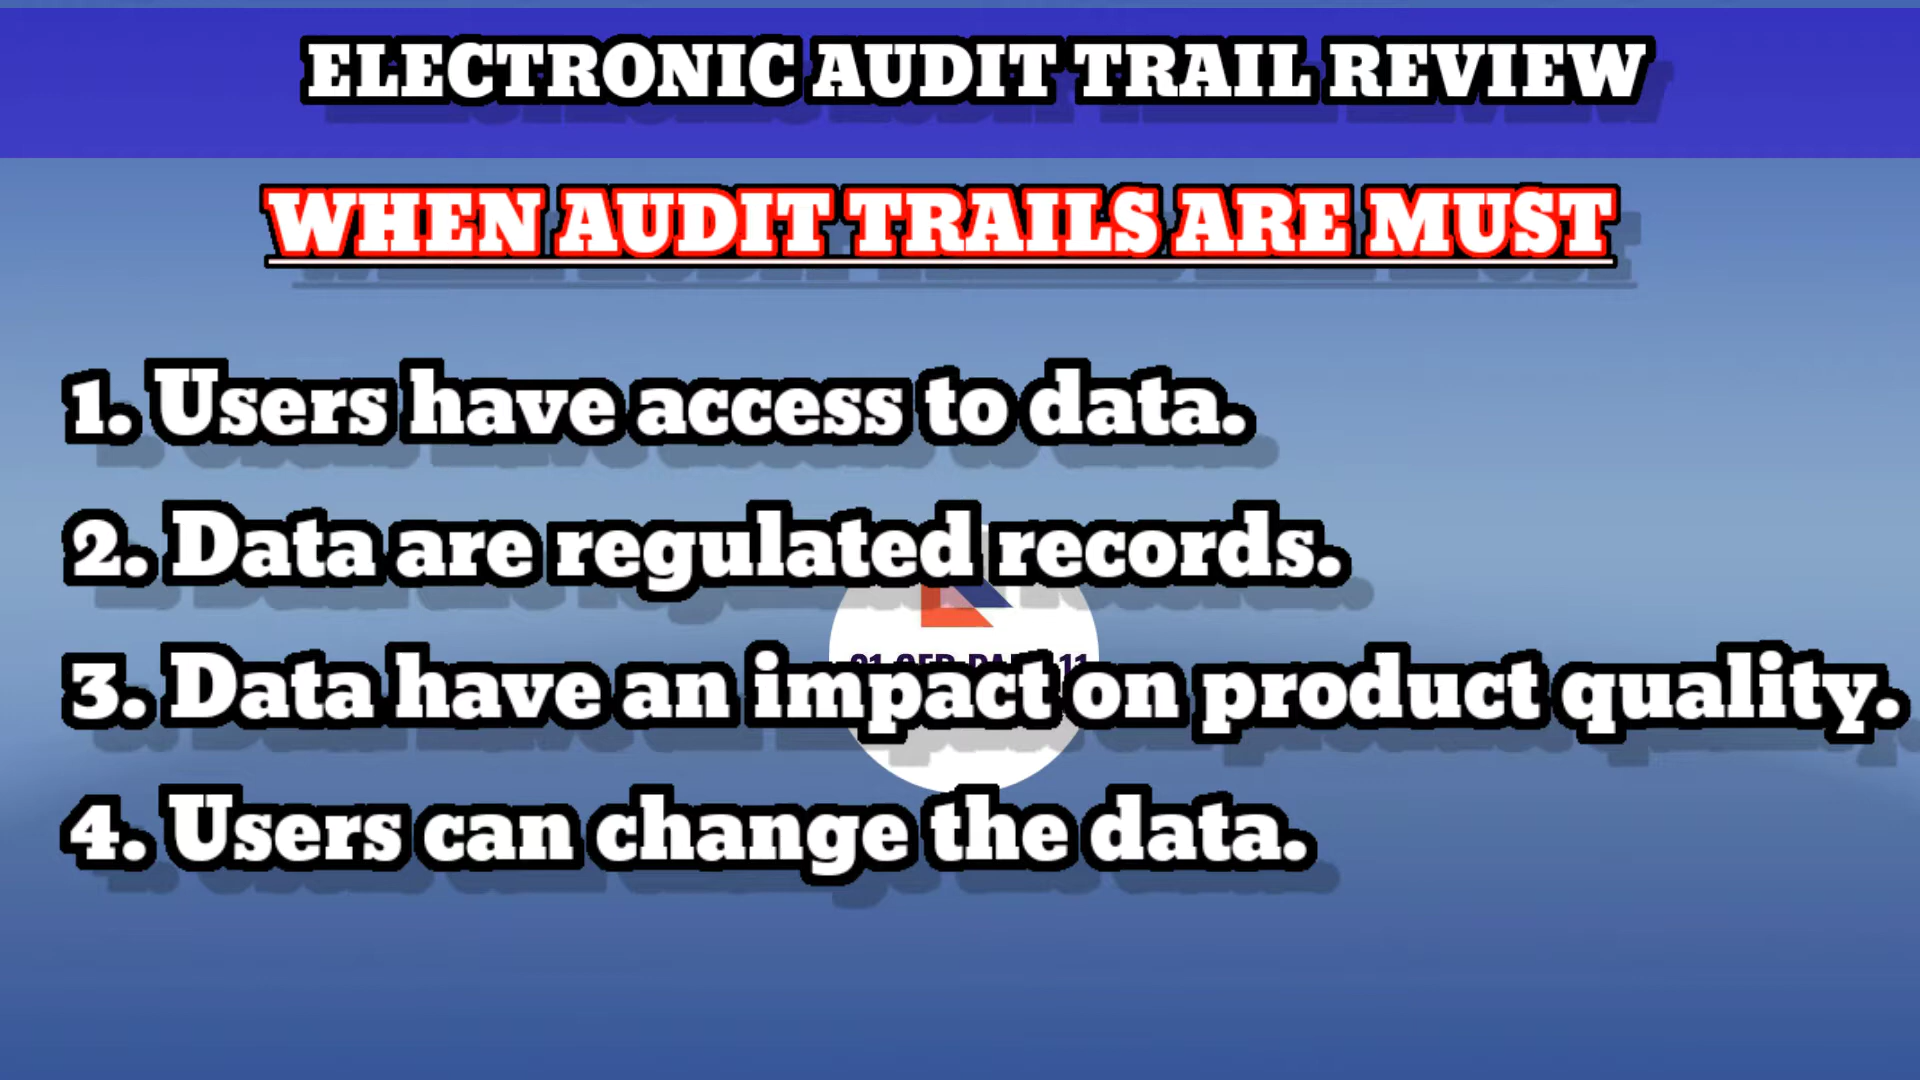 ELECTRONIC AUDIT TRAIL REVIEW
WHEN AUDIT TRAILS ARE MUST
1. Users have access to data.
2. Data are regulated records.
3. Data have an impact on product quality.
4. Users can change the data.